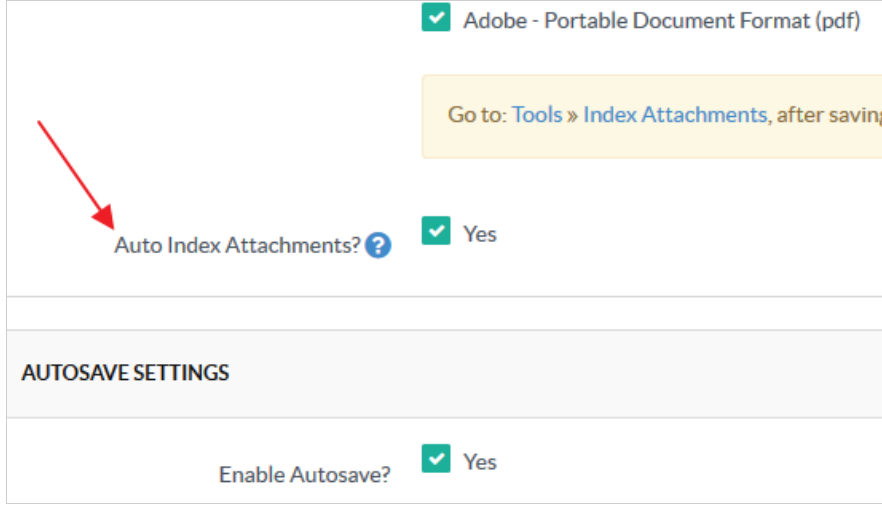 Adobe - Portable Document Format (pdf)
Go to: Tools » Index Attachments, after saving
Auto Index Attachments? ?
Yes
AUTOSAVE SETTINGS
Enable Autosave?
Yes